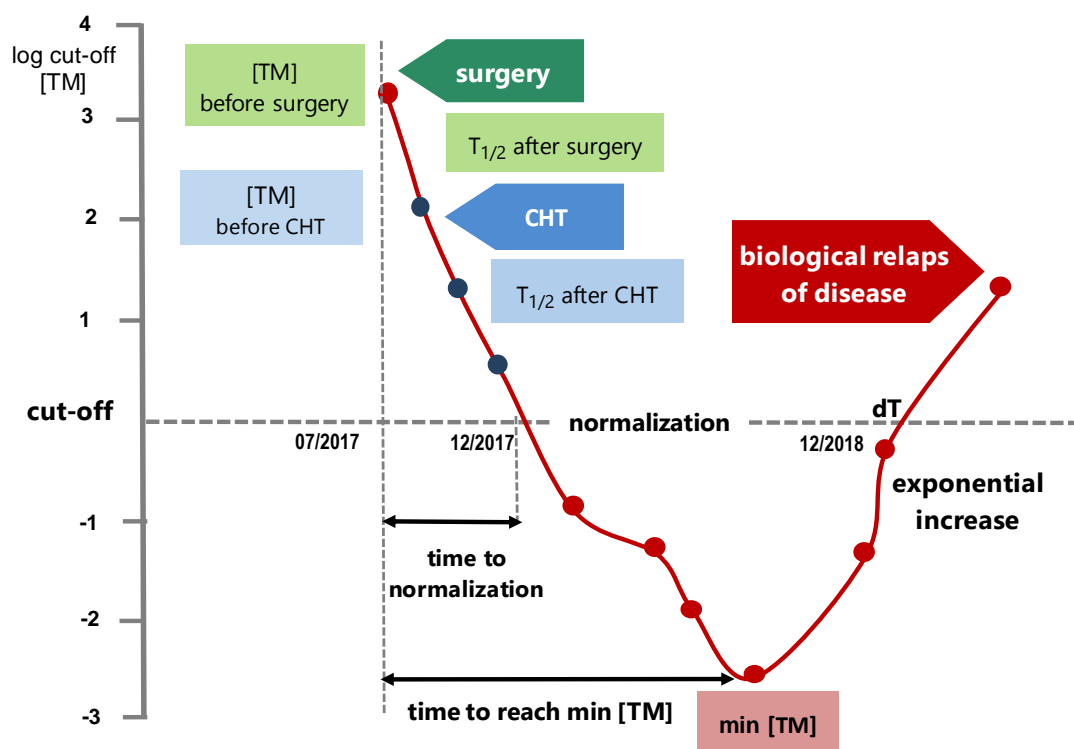 4
log cut-off
[TM]
3
2
1
cut-off
-1
-2
-3
[TM]
before surgery
surgery
T1/2 after surgery
[TM]
before CHT
CHT
T1/2 after CHT
biological relaps
of disease
normalization
dT
07/2017
12/2017
12/2018
exponential
increase
time to
normalization
time to reach min [TM]
min [TM]